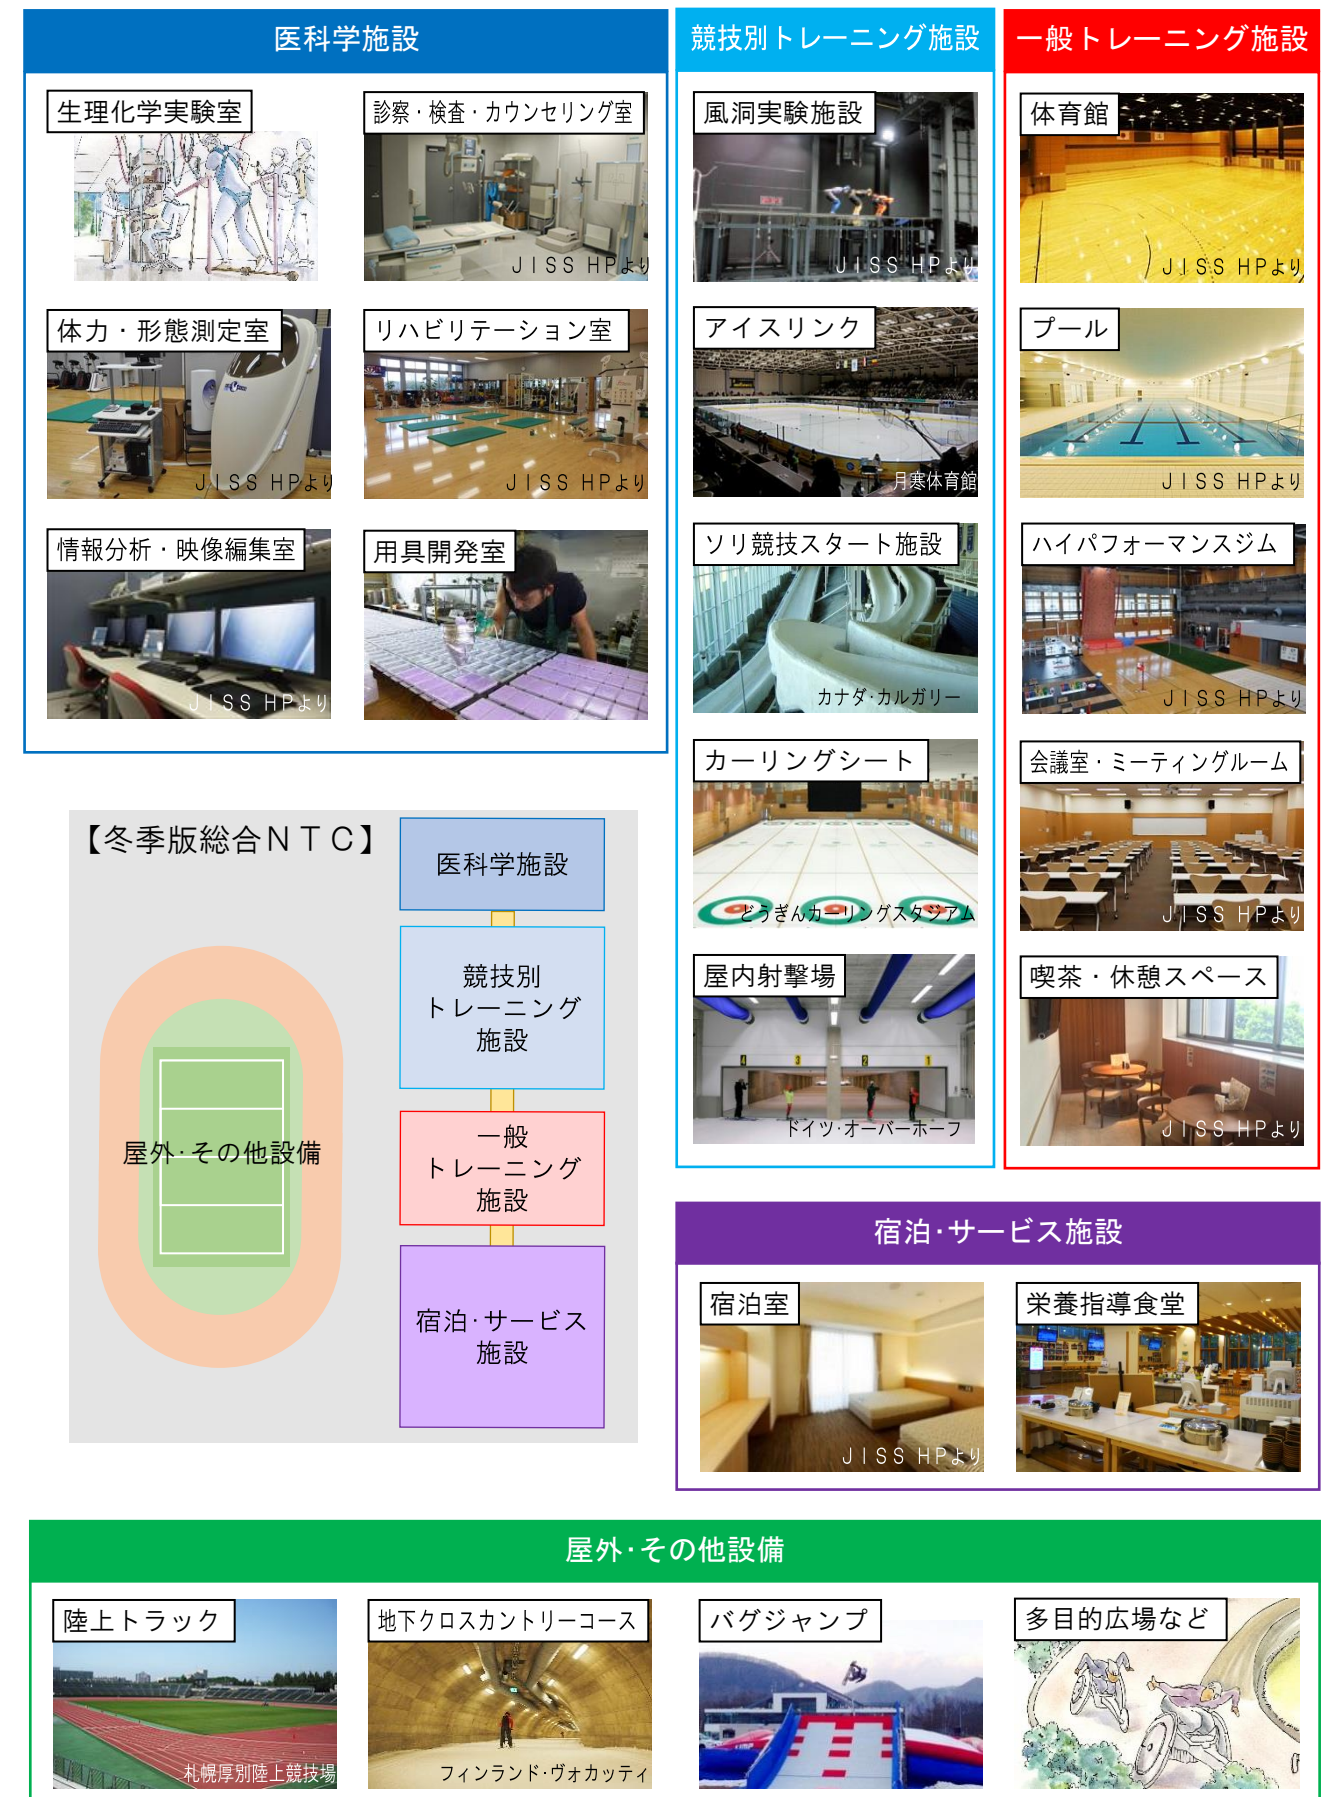 医科学施設
生理化学実験室
診察・検査・カウンセリング室
JISS HPより
体力・形態測定室
JISS HPより
リハビリテーション室
JISS HPより
情報分析・映像編集室
JISS HPより
用具開発室
競技別トレーニング施設
風洞実験施設
JISS HPより
アイスリンク
月寒体育館
ソリ競技スタート施設
カナダ・カルガリー
カーリングシート
どうぎんカーリングスタジアム
屋内射撃場
4 3 2 1
ドイツ・オーバーホーフ
一般トレーニング施設
体育館
JISS HPより
プール
JISS HPより
ハイパフォーマンスジム
JISS HPより
会議室・ミーティングルーム
JISS HPより
喫茶・休憩スペース
JISS HPより
【冬季版総合NTC】
医科学施設
競技別
トレーニング
施設
一般
トレーニング
施設
宿泊・サービス
施設
屋外・その他設備
宿泊・サービス施設
宿泊室
JISS HPより
栄養指導食堂
屋外・その他設備
陸上トラック
札幌厚別陸上競技場
地下クロスカントリーコース
フィンランド・ヴォカッティ
バグジャンプ
多目的広場など